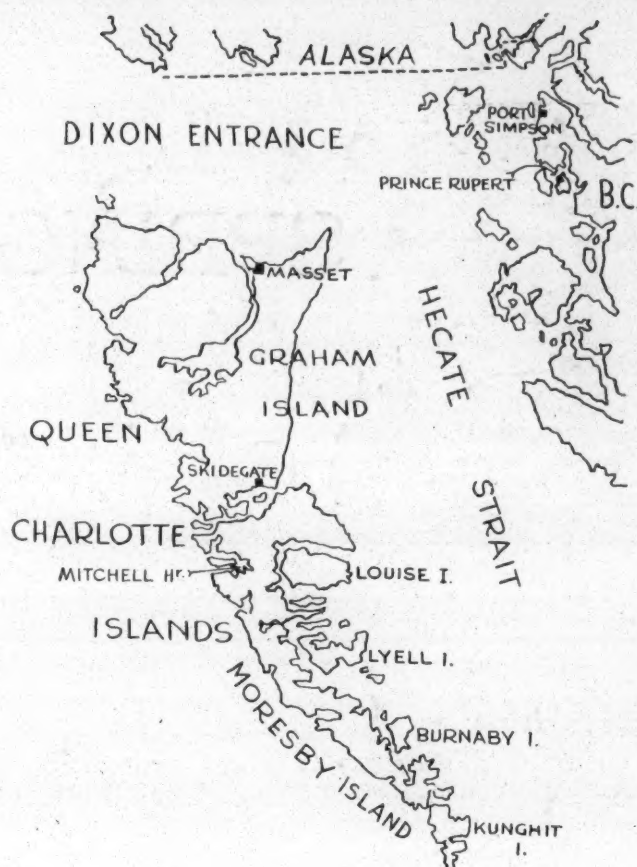 ALASKA
DIXON ENTRANCE
PORT
SIMPSON
PRINCE RUPERT
B.C.
MASSET
HECATE
STRAIT
GRAHAM
ISLAND
QUEEN
CHARLOTTE
ISLANDS
SKIDEGATE
MITCHELL Hr.
LOUISE I.
LYELL I.
MORESBY ISLAND
BURNABY I.
KUNGHIT
I.